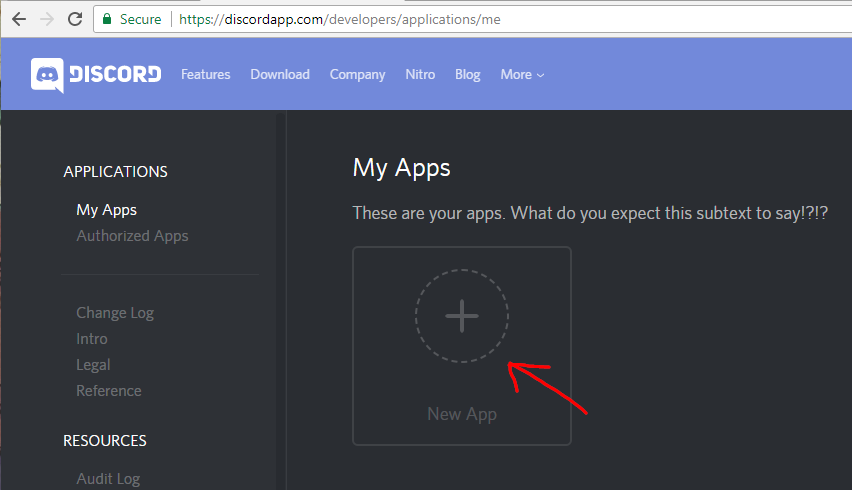 Secure https://discordapp.com/developers/applications/me
DISCORD Features Download Company Nitro Blog More
APPLICATIONS
My Apps
Authorized Apps
Change Log
Intro
Legal
Reference
RESOURCES
Audit Log
My Apps
These are your apps. What do you expect this subtext to say!?!?
New App